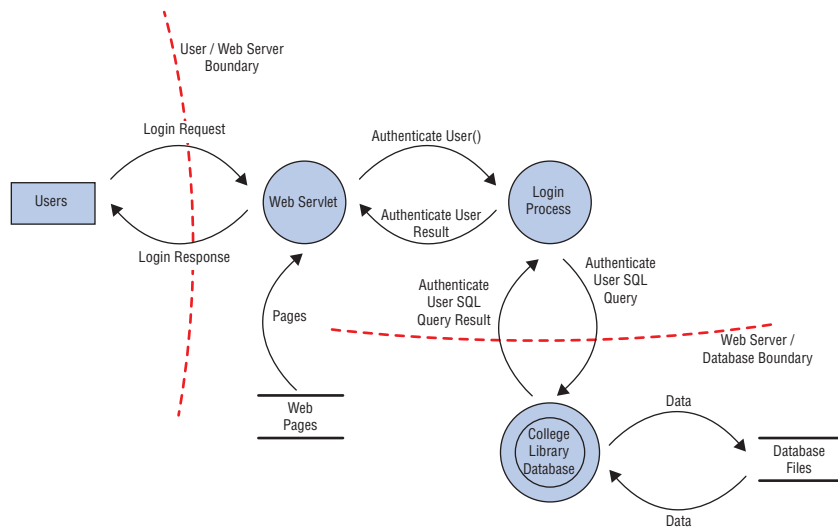 User / Web Server
Boundary
Login Request
Authenticate User()
Users
Web Servlet
Login
Process
Authenticate User
Result
Login Response
Authenticate
User SQL
Query Result
Authenticate
User SQL
Query
Pages
Web Server /
Database Boundary
Web
Pages
Data
College
Library
Database
Database
Files
Data